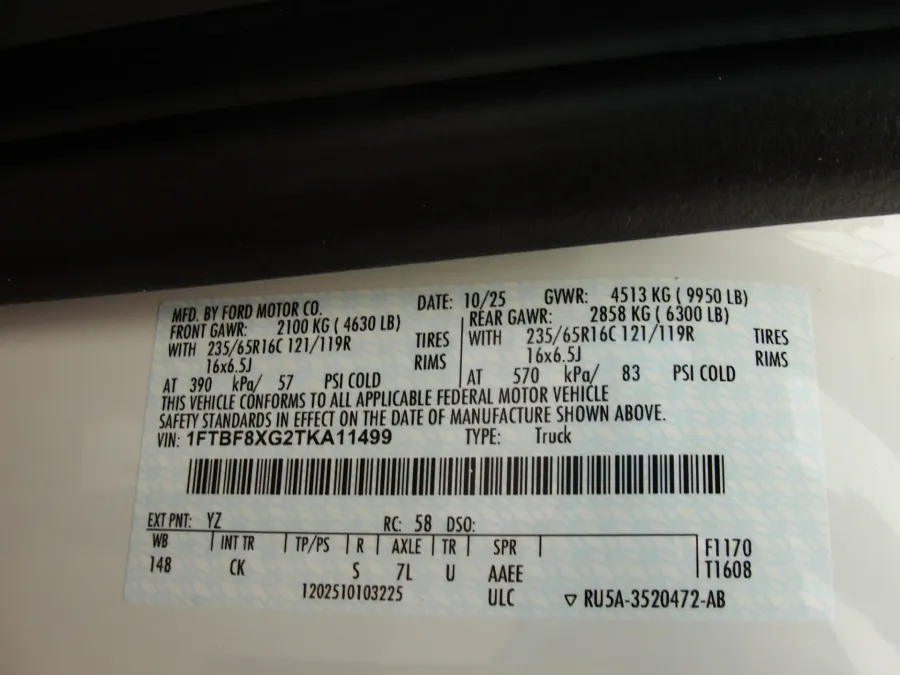 MFD. BY FORD MOTOR CO. DATE: 10/25 GVWR: 4513 KG ( 9950 LB)
FRONT GAWR: 2100 KG ( 4630 LB) REAR GAWR: 2858 KG ( 6300 LB)
WITH 235/65R16C 121/119R TIRES WITH 235/65R16C 121/119R TIRES
16x6.5J RIMS 16x6.5J RIMS
AT 390 kPa/ 57 PSI COLD AT 570 kPa/ 83 PSI COLD
THIS VEHICLE CONFORMS TO ALL APPLICABLE FEDERAL MOTOR VEHICLE
SAFETY STANDARDS IN EFFECT ON THE DATE OF MANUFACTURE SHOWN ABOVE.
VIN: 1FTBF8XG2TKA11499 TYPE: Truck
EXT PNT: YZ RC: 58 DSO:
WB INT TR TP/PS R AXLE TR SPR F1170
148 CK S 7L U AAEE T1608
1202510103225 ULC ▽ RU5A-3520472-AB